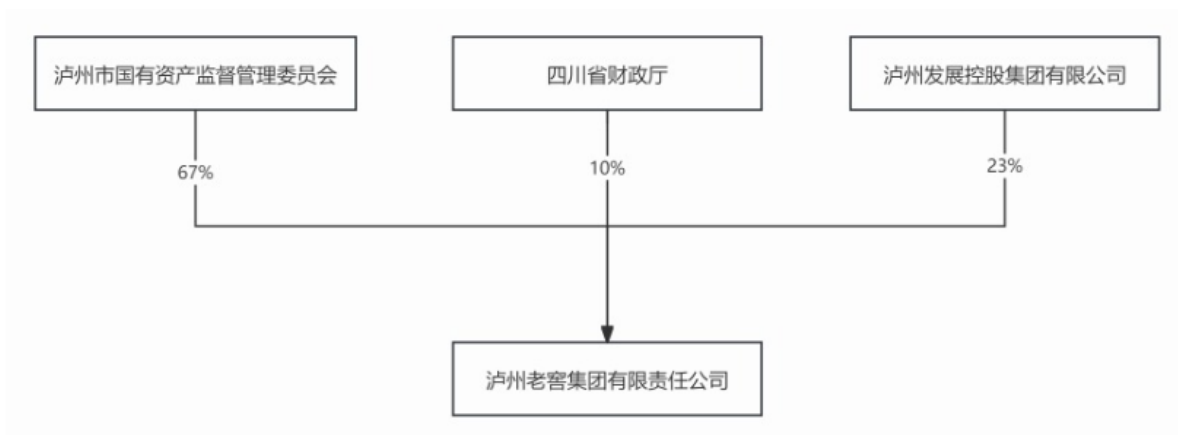 泸州市国有资产监督管理委员会
四川省财政厅
泸州发展控股集团有限公司
67%
10%
23%
泸州老窖集团有限责任公司